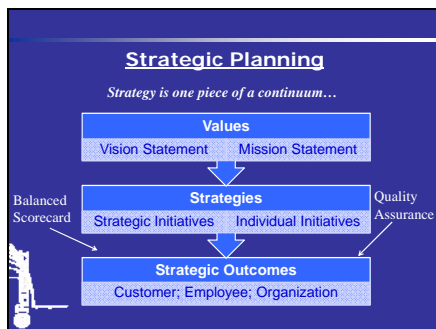 Strategic Planning
Strategy is one piece of a continuum…
Values
Vision Statement Mission Statement
Balanced
Scorecard
Strategies
Strategic Initiatives Individual Initiatives
Quality
Assurance
Strategic Outcomes
Customer; Employee; Organization